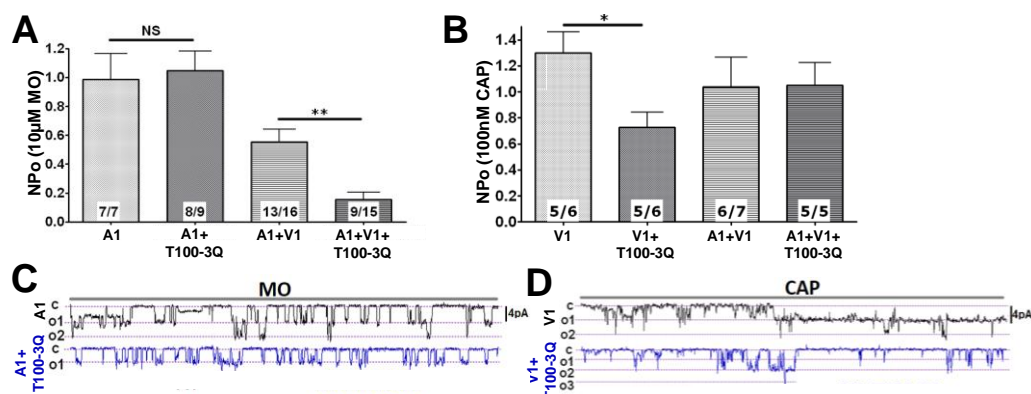 A
NS
**
NPo (10µM MO)
1.2
1.0
0.8
0.6
0.4
0.2
0.0
7/7
8/9
13/16
9/15
A1
A1+
T100-3Q
A1+V1
A1+V1+
T100-3Q
B
*
NPo (100nM CAP)
1.4
1.2
1.0
0.8
0.6
0.4
0.2
0.0
5/6
5/6
6/7
5/5
V1
V1+
T100-3Q
A1+V1
A1+V1+
T100-3Q
C
MO
A1
c
o1
o2
4pA
A1+
T100-3Q
c
o1
D
CAP
V1
c
o1
o2
4pA
V1+
T100-3Q
c
o1
o2
o3